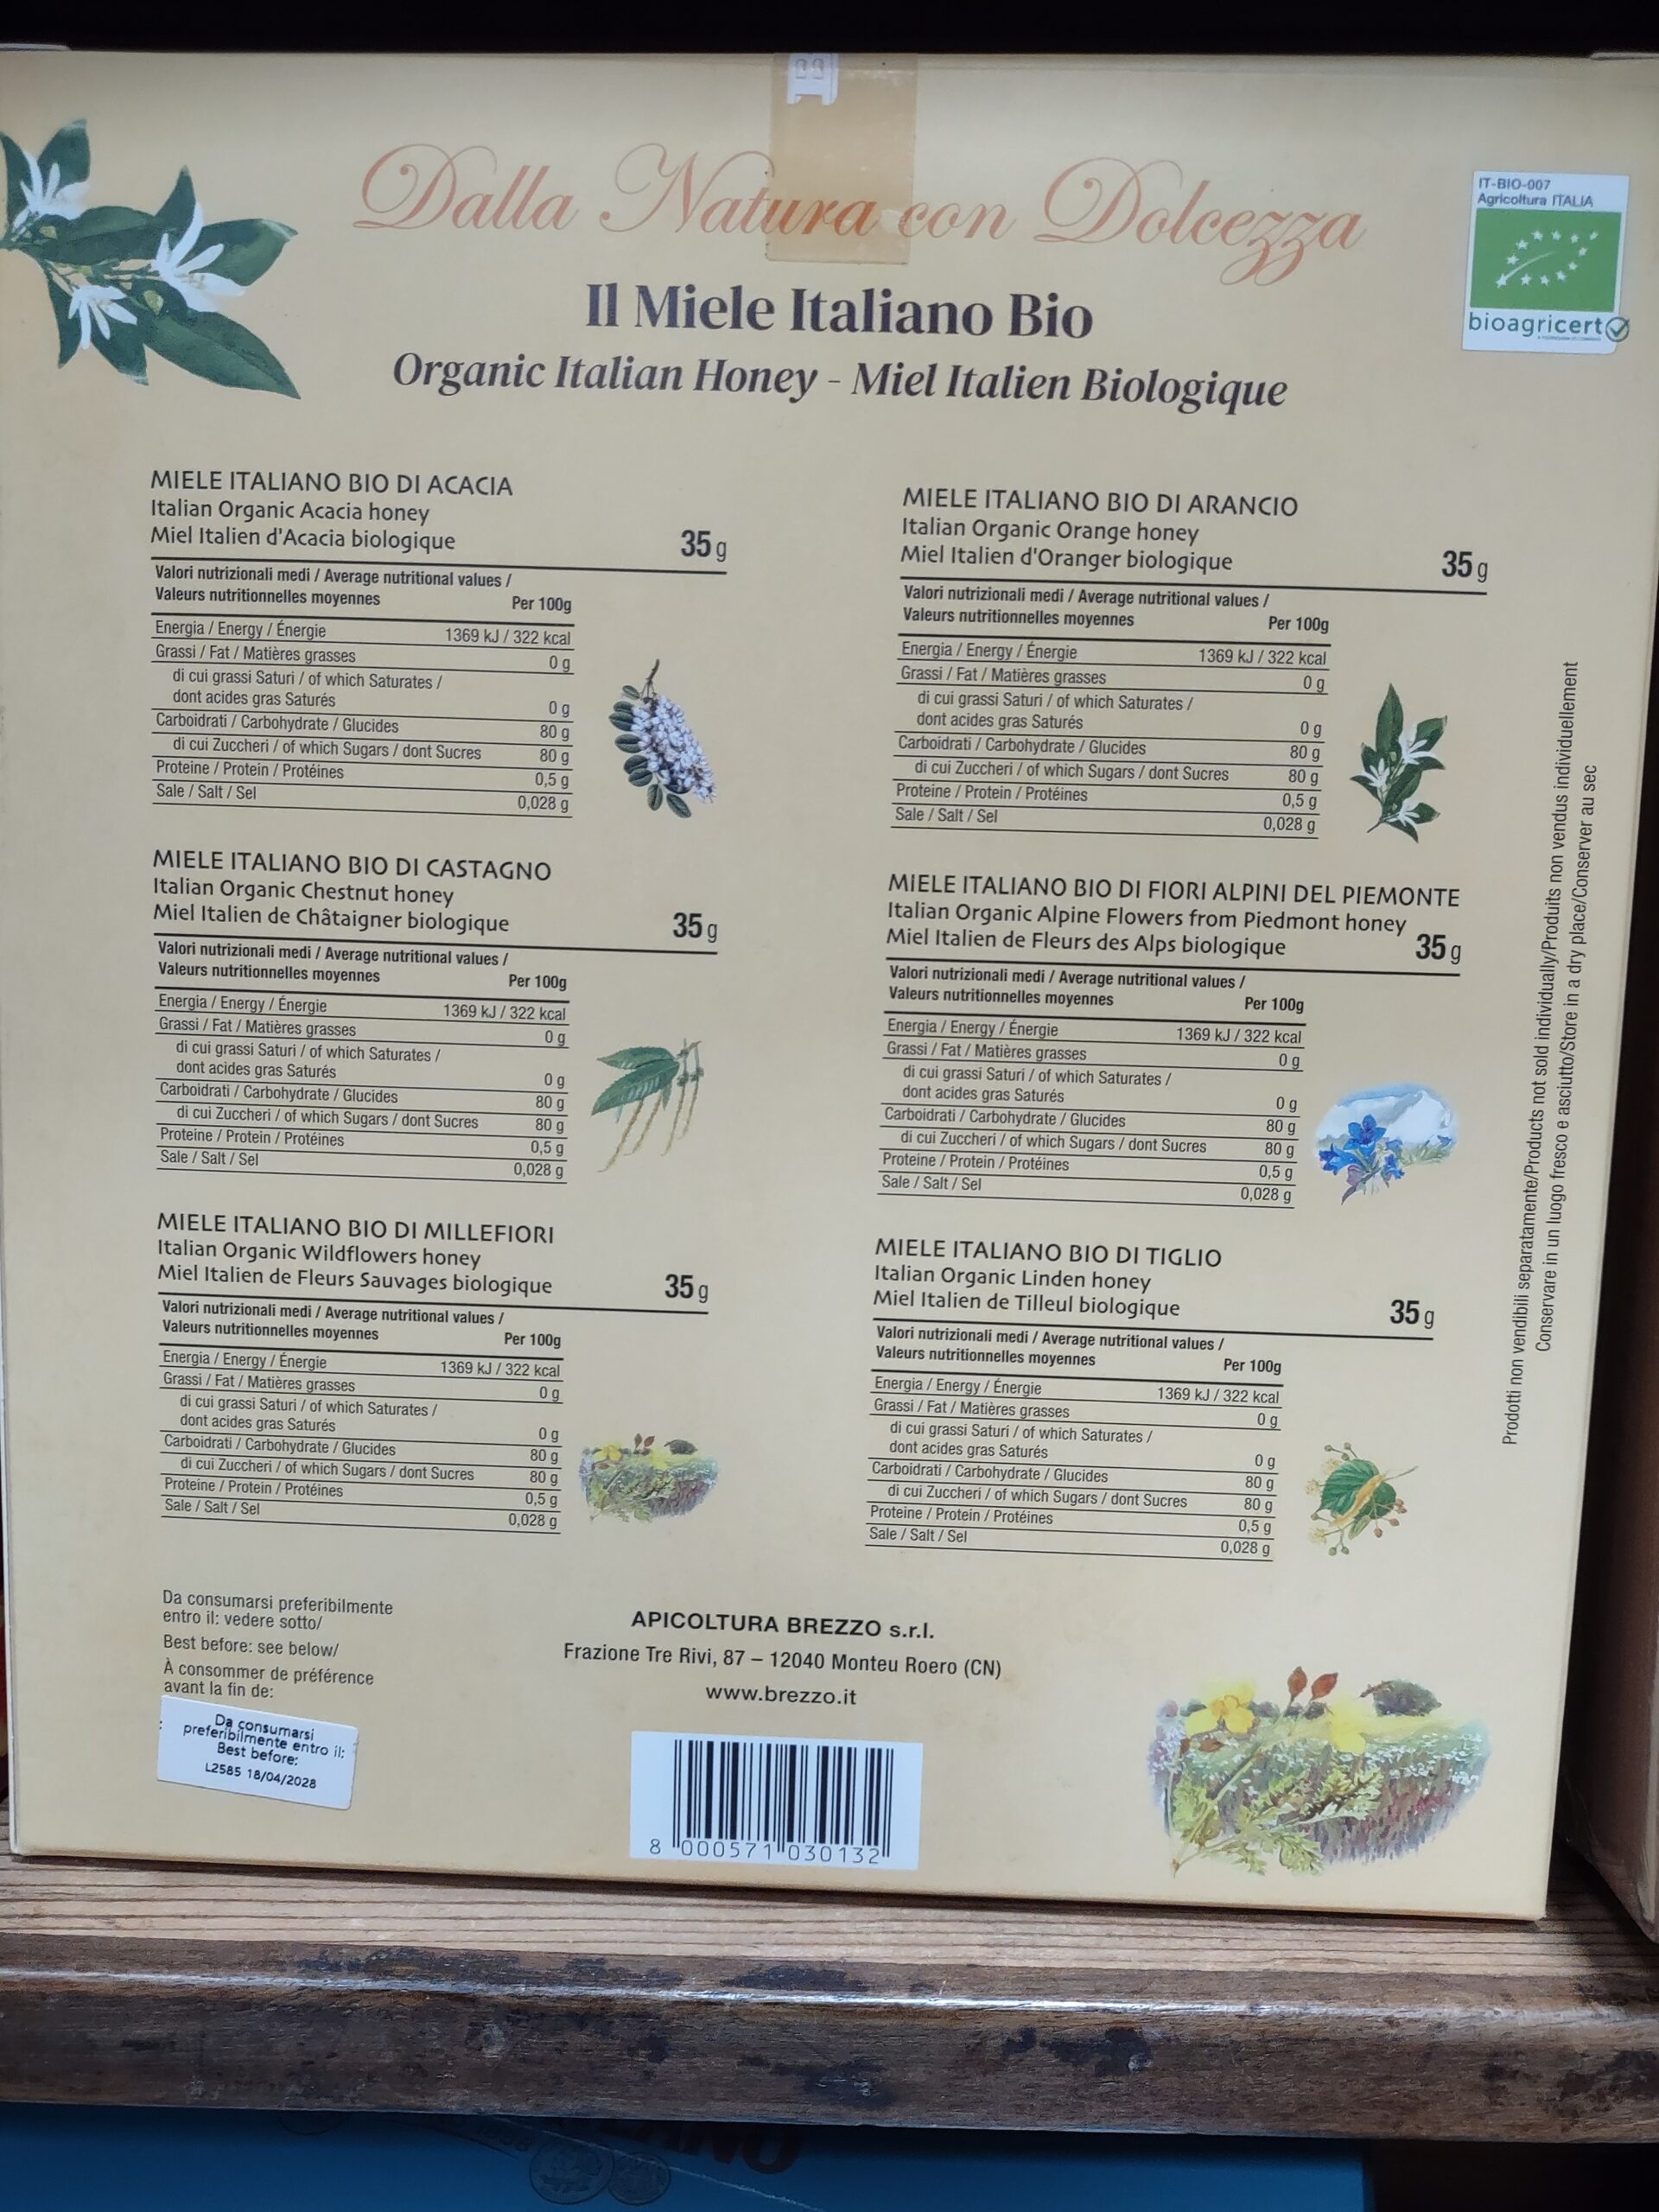 Dalla Natura con Dolcezza
Il Miele Italiano Bio
Organic Italian Honey - Miel Italien Biologique
IT-BIO-007
Agricoltura ITALIA
bioagricert
MIELE ITALIANO BIO DI ACACIA
Italian Organic Acacia honey
Miel Italien d'Acacia biologique
35 g
Valori nutrizionali medi / Average nutritional values /
Valeurs nutritionnelles moyennes Per 100g
Energia / Energy / Énergie 1369 kJ / 322 kcal
Grassi / Fat / Matières grasses 0 g
di cui grassi Saturi / of which Saturates /
dont acides gras Saturés 0 g
Carboidrati / Carbohydrate / Glucides 80 g
di cui Zuccheri / of which Sugars / dont Sucres 80 g
Proteine / Protein / Protéines 0,5 g
Sale / Salt / Sel 0,028 g
MIELE ITALIANO BIO DI CASTAGNO
Italian Organic Chestnut honey
Miel Italien de Châtaigner biologique
35 g
Valori nutrizionali medi / Average nutritional values /
Valeurs nutritionnelles moyennes Per 100g
Energia / Energy / Énergie 1369 kJ / 322 kcal
Grassi / Fat / Matières grasses 0 g
di cui grassi Saturi / of which Saturates /
dont acides gras Saturés 0 g
Carboidrati / Carbohydrate / Glucides 80 g
di cui Zuccheri / of which Sugars / dont Sucres 80 g
Proteine / Protein / Protéines 0,5 g
Sale / Salt / Sel 0,028 g
MIELE ITALIANO BIO DI MILLEFIORI
Italian Organic Wildflowers honey
Miel Italien de Fleurs Sauvages biologique
35 g
Valori nutrizionali medi / Average nutritional values /
Valeurs nutritionnelles moyennes Per 100g
Energia / Energy / Énergie 1369 kJ / 322 kcal
Grassi / Fat / Matières grasses 0 g
di cui grassi Saturi / of which Saturates /
dont acides gras Saturés 0 g
Carboidrati / Carbohydrate / Glucides 80 g
di cui Zuccheri / of which Sugars / dont Sucres 80 g
Proteine / Protein / Protéines 0,5 g
Sale / Salt / Sel 0,028 g
MIELE ITALIANO BIO DI ARANCIO
Italian Organic Orange honey
Miel Italien d'Oranger biologique
35 g
Valori nutrizionali medi / Average nutritional values /
Valeurs nutritionnelles moyennes Per 100g
Energia / Energy / Énergie 1369 kJ / 322 kcal
Grassi / Fat / Matières grasses 0 g
di cui grassi Saturi / of which Saturates /
dont acides gras Saturés 0 g
Carboidrati / Carbohydrate / Glucides 80 g
di cui Zuccheri / of which Sugars / dont Sucres 80 g
Proteine / Protein / Protéines 0,5 g
Sale / Salt / Sel 0,028 g
MIELE ITALIANO BIO DI FIORI ALPINI DEL PIEMONTE
Italian Organic Alpine Flowers from Piedmont honey
Miel Italien de Fleurs des Alps biologique
35 g
Valori nutrizionali medi / Average nutritional values /
Valeurs nutritionnelles moyennes Per 100g
Energia / Energy / Énergie 1369 kJ / 322 kcal
Grassi / Fat / Matières grasses 0 g
di cui grassi Saturi / of which Saturates /
dont acides gras Saturés 0 g
Carboidrati / Carbohydrate / Glucides 80 g
di cui Zuccheri / of which Sugars / dont Sucres 80 g
Proteine / Protein / Protéines 0,5 g
Sale / Salt / Sel 0,028 g
MIELE ITALIANO BIO DI TIGLIO
Italian Organic Linden honey
Miel Italien de Tilleul biologique
35 g
Valori nutrizionali medi / Average nutritional values /
Valeurs nutritionnelles moyennes Per 100g
Energia / Energy / Énergie 1369 kJ / 322 kcal
Grassi / Fat / Matières grasses 0 g
di cui grassi Saturi / of which Saturates /
dont acides gras Saturés 0 g
Carboidrati / Carbohydrate / Glucides 80 g
di cui Zuccheri / of which Sugars / dont Sucres 80 g
Proteine / Protein / Protéines 0,5 g
Sale / Salt / Sel 0,028 g
Prodotti non vendibili separatamente/Products not sold individually/Produits non vendus individuellement
Conservare in un luogo fresco e asciutto/Store in a dry place/Conserver au sec
Da consumarsi preferibilmente
entro il: vedere sotto/
Best before: see below/
À consommer de préférence
avant la fin de:
Da consumarsi
preferibilmente entro il:
Best before:
L2585 18/04/2028
APICOLTURA BREZZO s.r.l.
Frazione Tre Rivi, 87 – 12040 Monteu Roero (CN)
www.brezzo.it
8 000571 030132